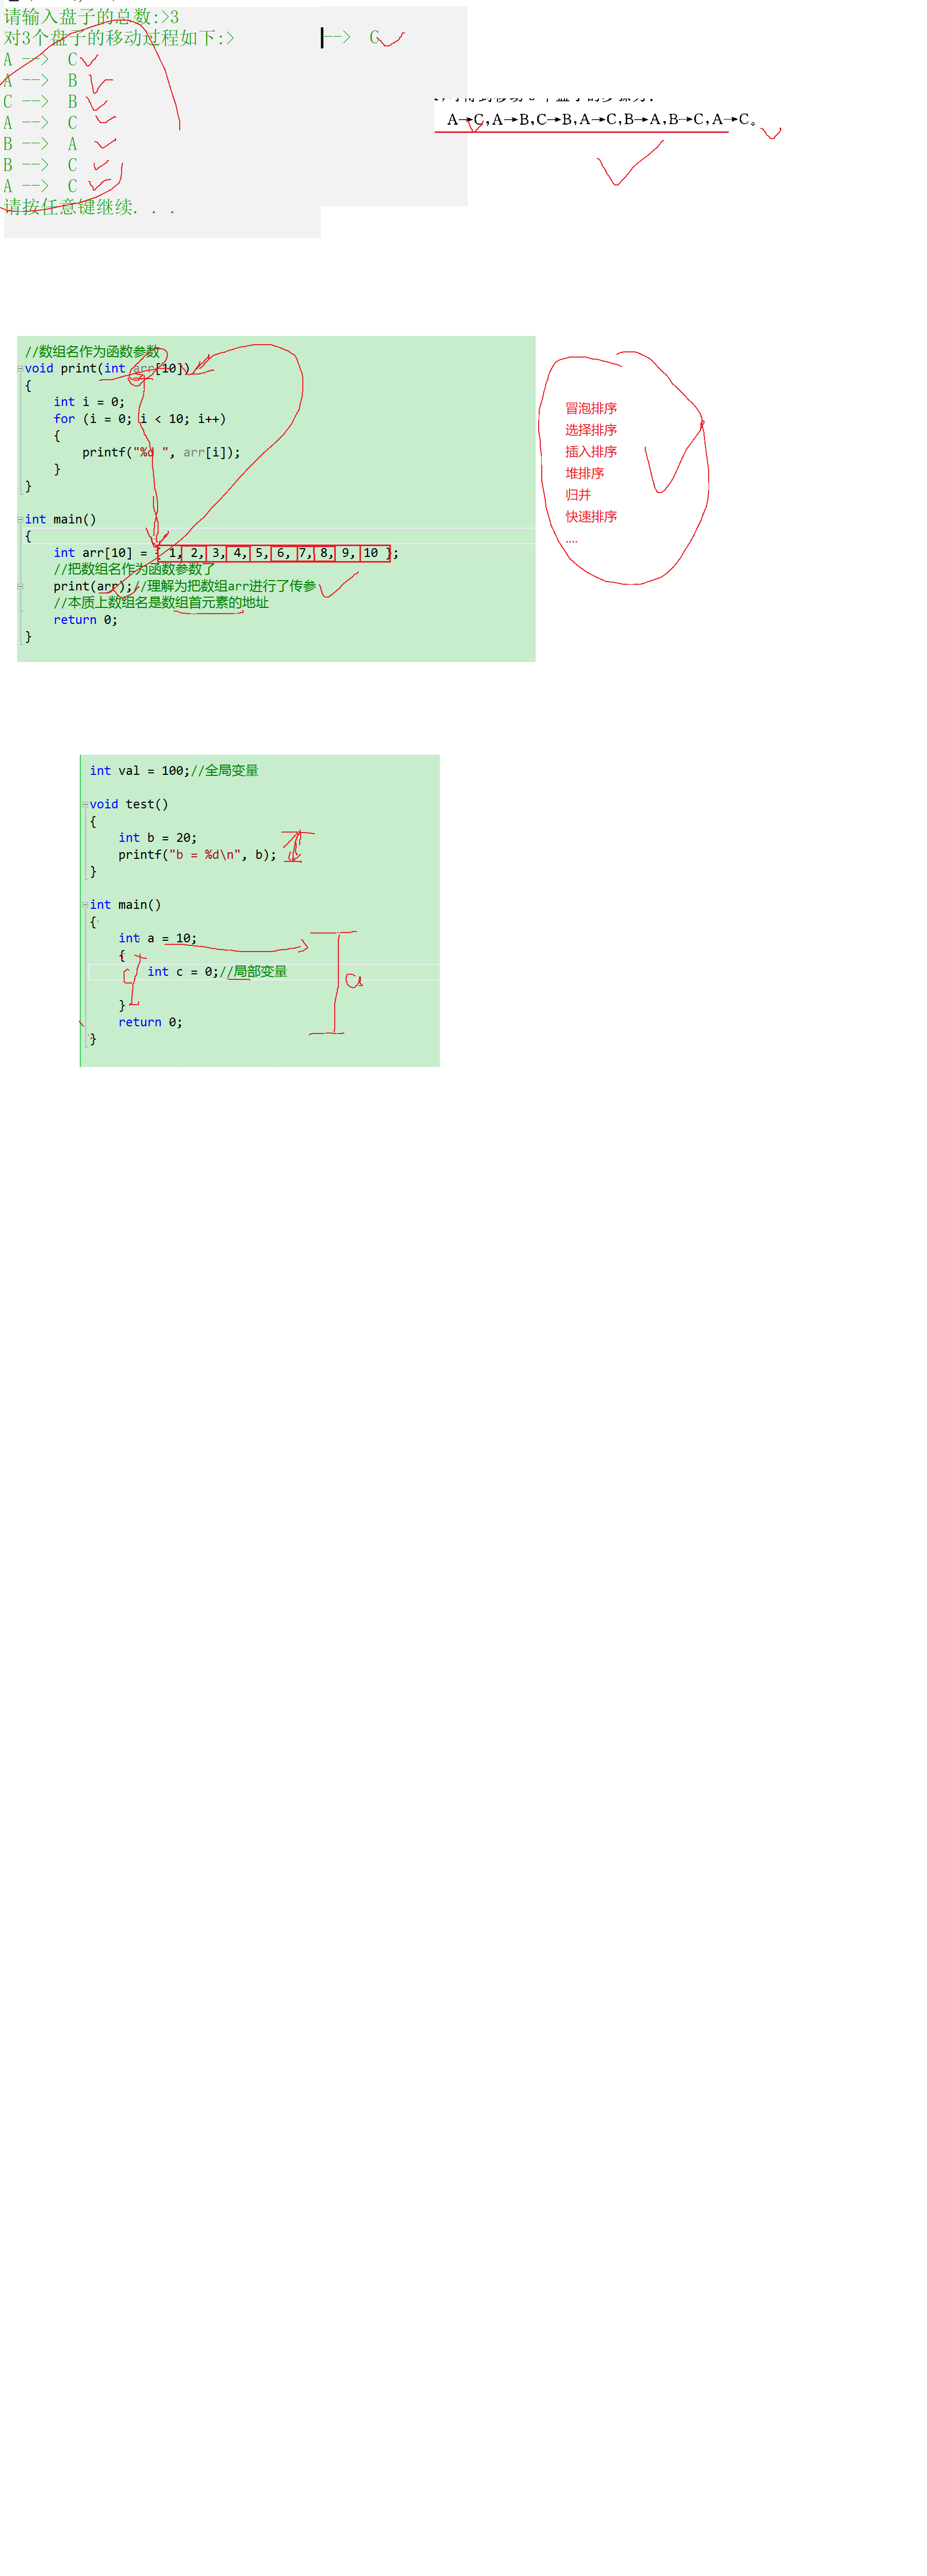 请输入盘子的总数:>3
对3个盘子的移动过程如下:>
A --> C
A --> B
C --> B
A --> C
B --> A
B --> C
A --> C
请按任意键继续. . .
--> C
A→C,A→B,C→B,A→C,B→A,B→C,A→C。
//数组名作为函数参数
void print(int arr[10])
{
int i = 0;
for (i = 0; i < 10; i++)
{
printf("%d ", arr[i]);
}
}
int main()
{
int arr[10] = { 1, 2, 3, 4, 5, 6, 7, 8, 9, 10 };
//把数组名作为函数参数了
print(arr);//理解为把数组arr进行了传参
//本质上数组名是数组首元素的地址
return 0;
}
冒泡排序
选择排序
插入排序
堆排序
归并
快速排序
....
int val = 100;//全局变量
void test()
{
int b = 20;
printf("b = %d\n", b);
}
int main()
{
int a = 10;
{
int c = 0;//局部变量
}
return 0;
}
a